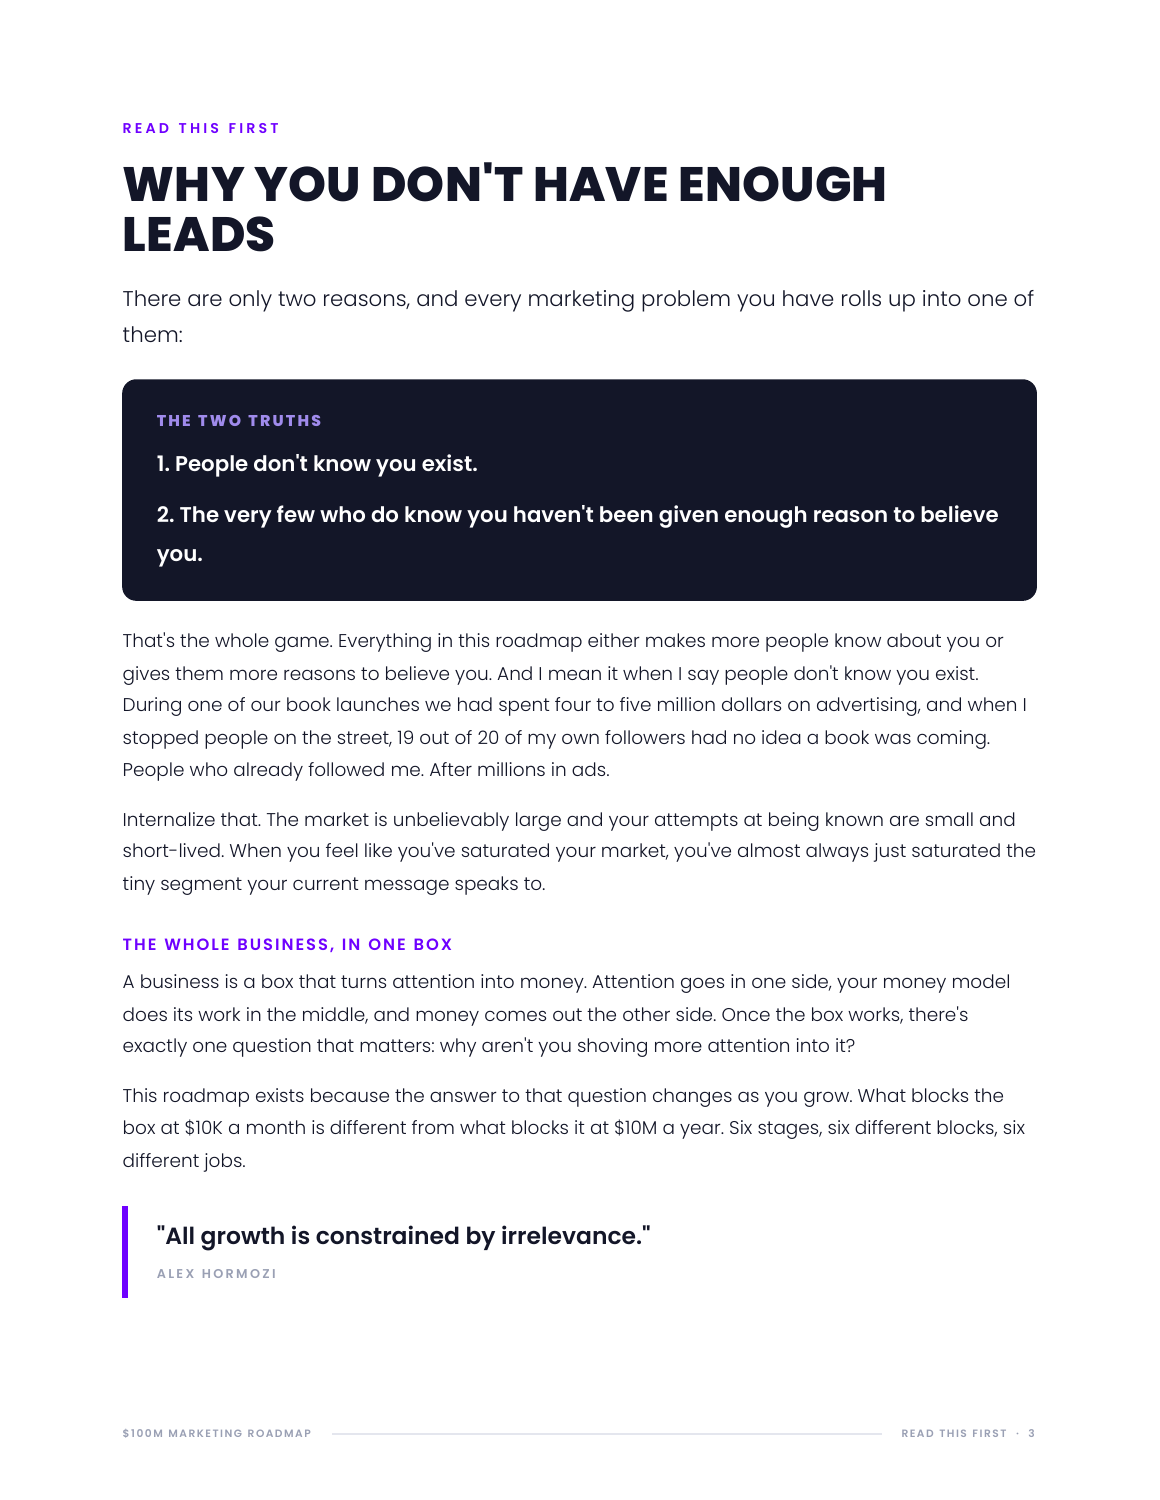 READ THIS FIRST
WHY YOU DON'T HAVE ENOUGH
LEADS
There are only two reasons, and every marketing problem you have rolls up into one of
them:
THE TWO TRUTHS
1. People don't know you exist.
2. The very few who do know you haven't been given enough reason to believe
you.
That's the whole game. Everything in this roadmap either makes more people know about you or
gives them more reasons to believe you. And I mean it when I say people don't know you exist.
During one of our book launches we had spent four to five million dollars on advertising, and when I
stopped people on the street, 19 out of 20 of my own followers had no idea a book was coming.
People who already followed me. After millions in ads.
Internalize that. The market is unbelievably large and your attempts at being known are small and
short-lived. When you feel like you've saturated your market, you've almost always just saturated the
tiny segment your current message speaks to.
THE WHOLE BUSINESS, IN ONE BOX
A business is a box that turns attention into money. Attention goes in one side, your money model
does its work in the middle, and money comes out the other side. Once the box works, there's
exactly one question that matters: why aren't you shoving more attention into it?
This roadmap exists because the answer to that question changes as you grow. What blocks the
box at $10K a month is different from what blocks it at $10M a year. Six stages, six different blocks, six
different jobs.
"All growth is constrained by irrelevance."
ALEX HORMOZI
$100M MARKETING ROADMAP
READ THIS FIRST · 3